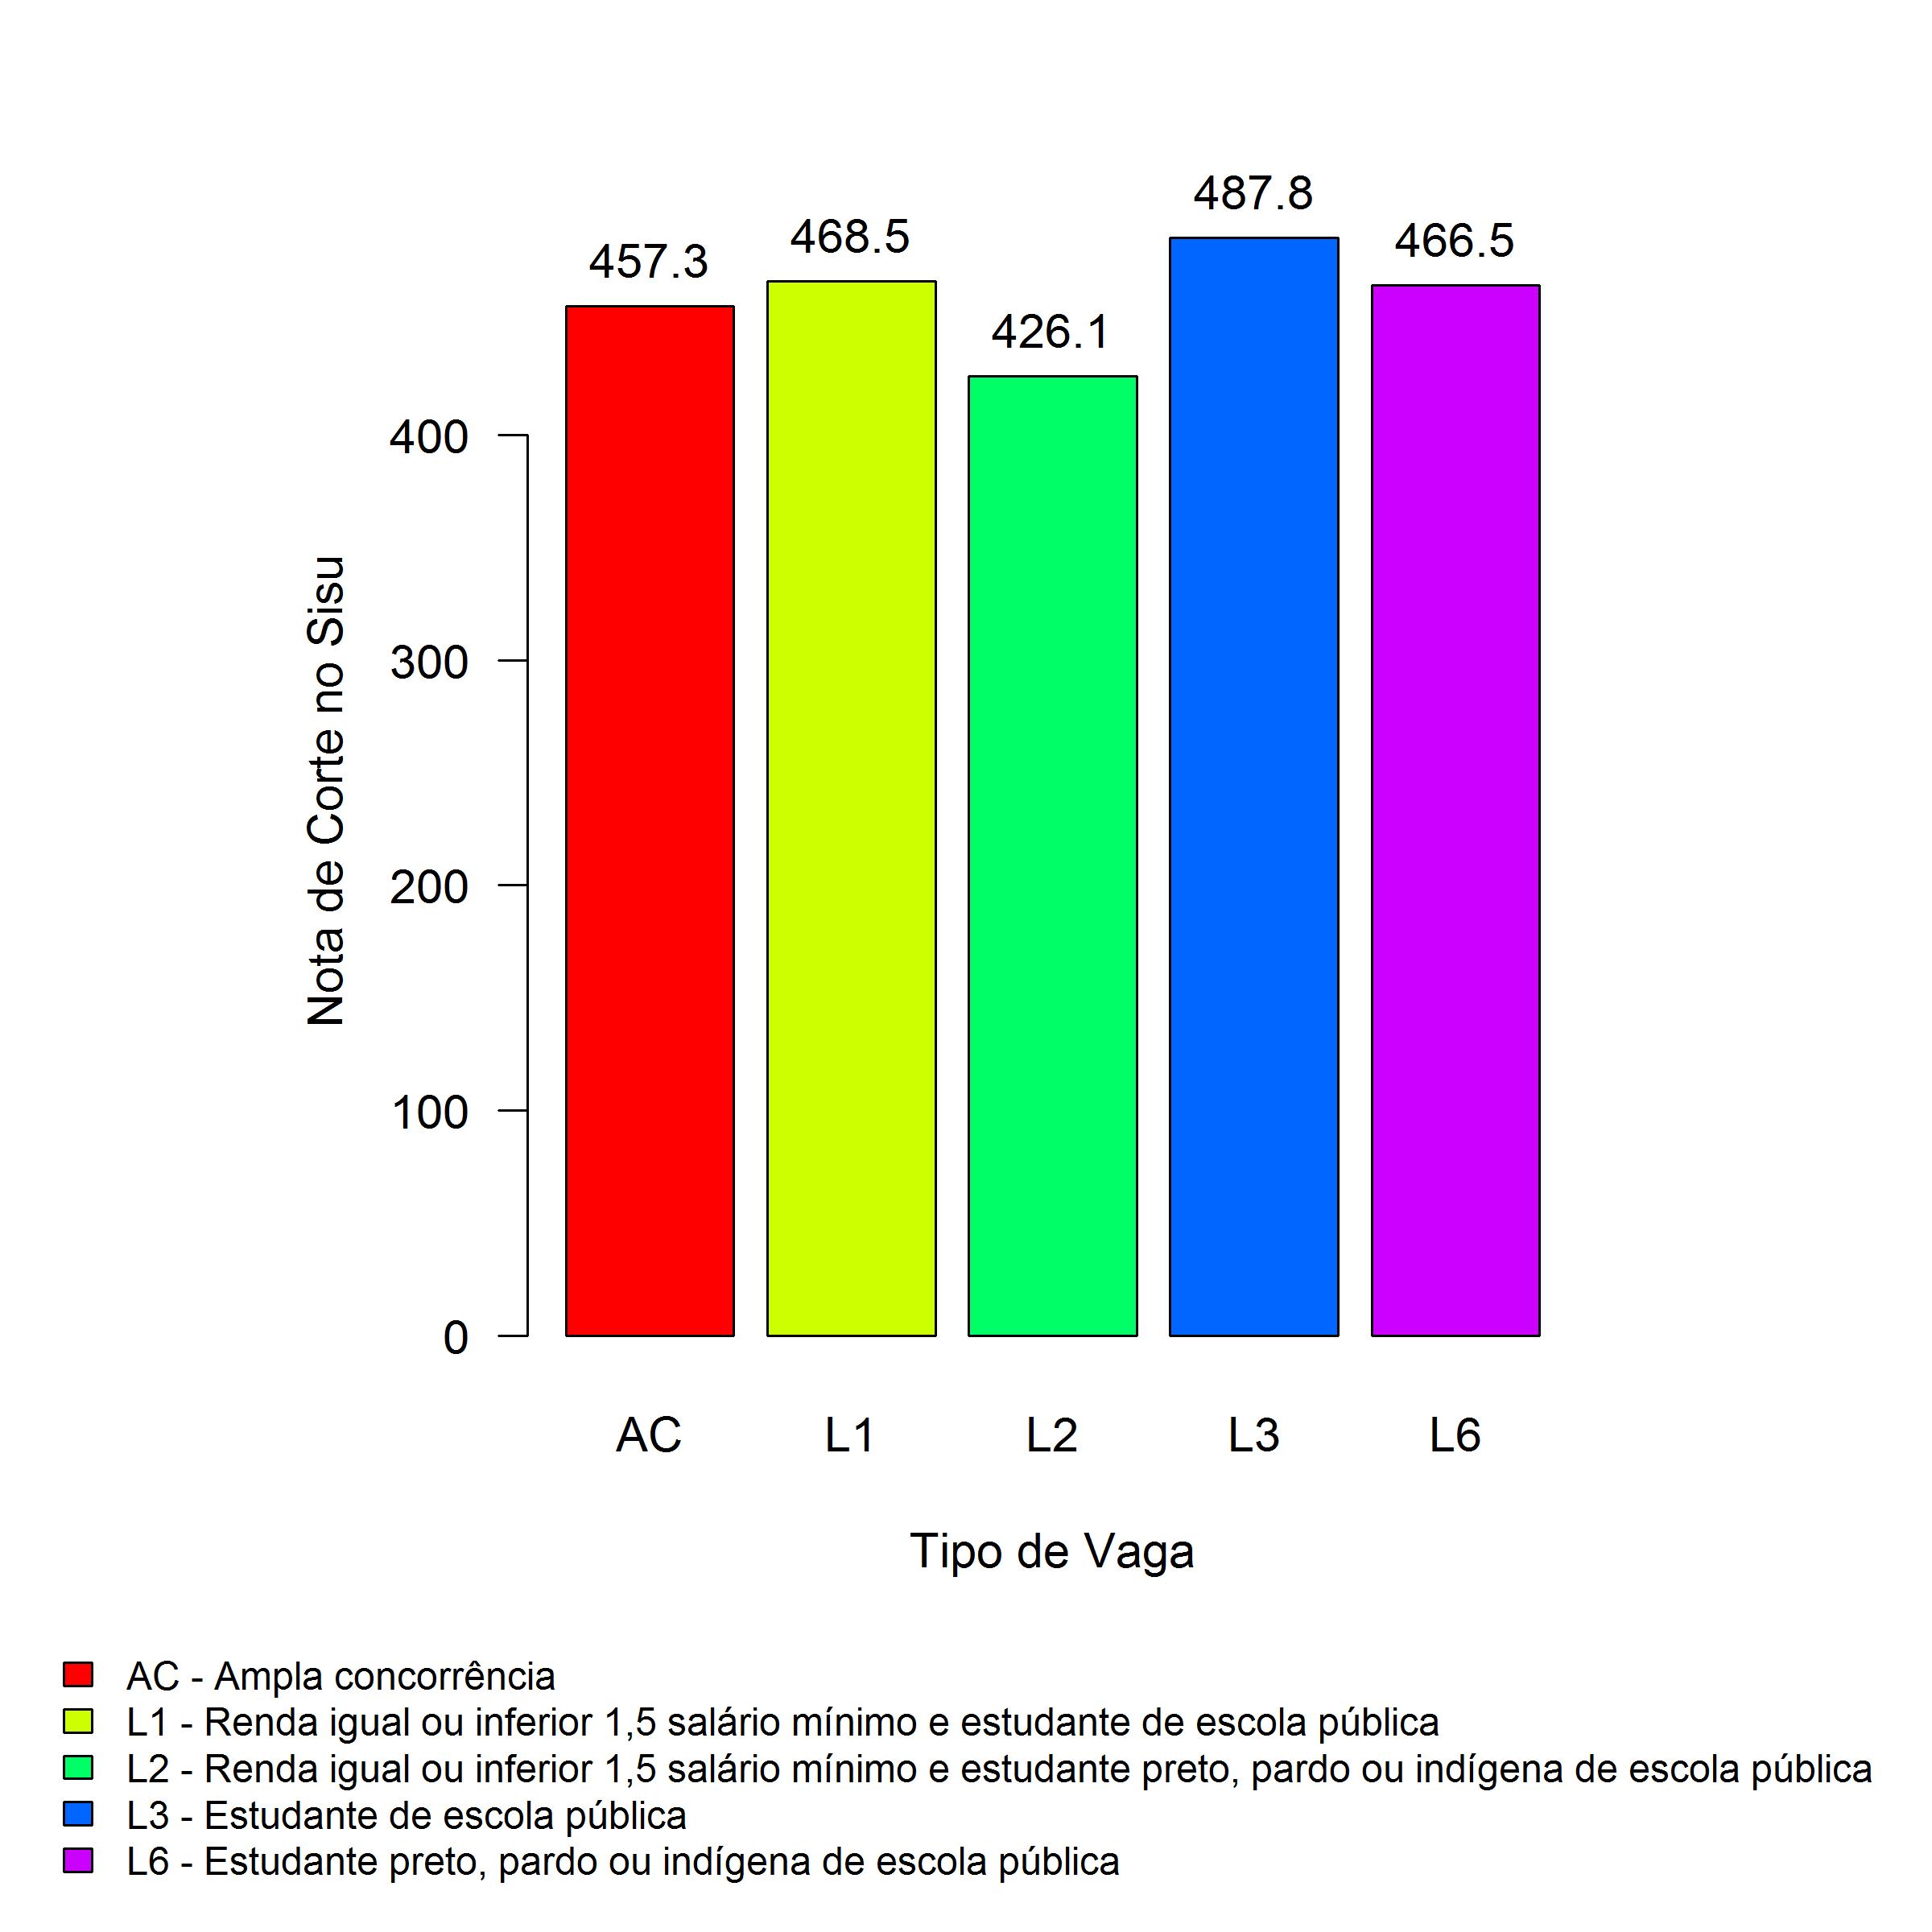 487.8
468.5
466.5
457.3
426.1
400
300
200
100
0
Nota de Corte no Sisu
AC L1 L2 L3 L6
Tipo de Vaga
AC - Ampla concorrência
L1 - Renda igual ou inferior 1,5 salário mínimo e estudante de escola pública
L2 - Renda igual ou inferior 1,5 salário mínimo e estudante preto, pardo ou indígena de escola pública
L3 - Estudante de escola pública
L6 - Estudante preto, pardo ou indígena de escola pública